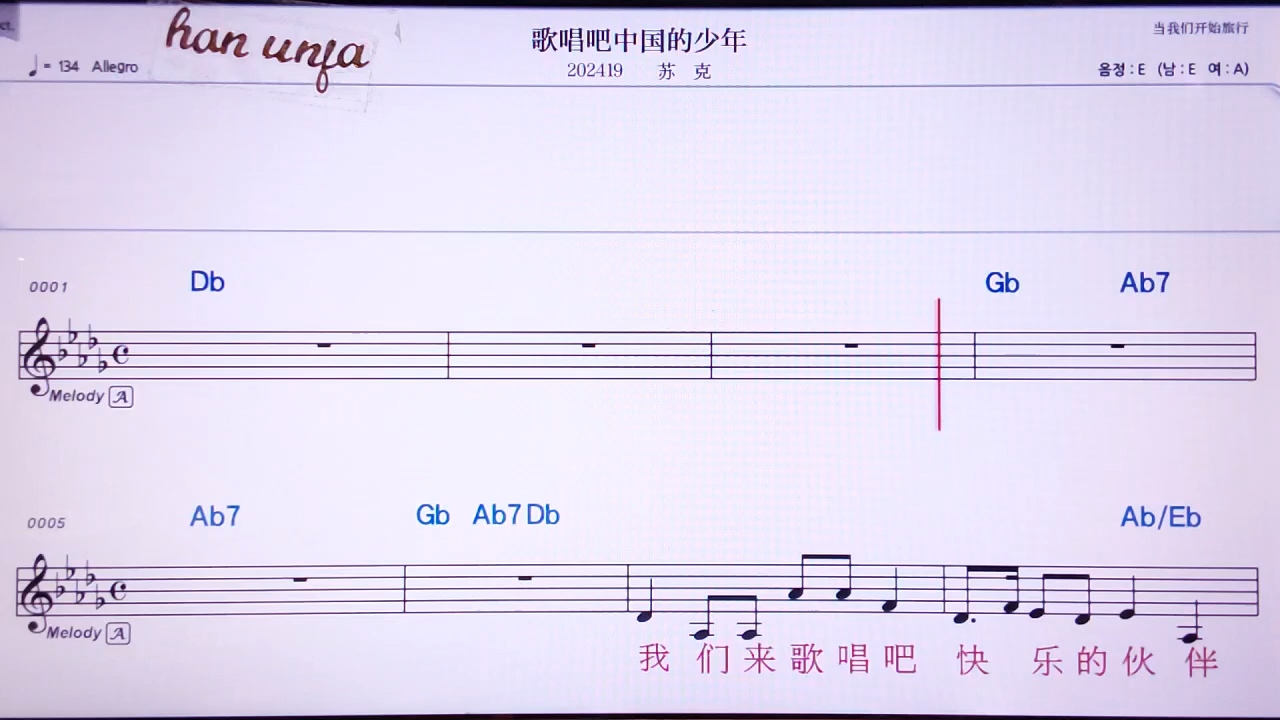 ct.
han unfa
歌唱吧中国的少年
当我们开始旅行
♩= 134 Allegro
202419 苏 克
음정 : E (남 : E 여 : A)
0001 Db Gb Ab7
Melody A
0005 Ab7 Gb Ab7 Db Ab/Eb
Melody A
我 们 来 歌 唱 吧 快 乐 的 伙 伴